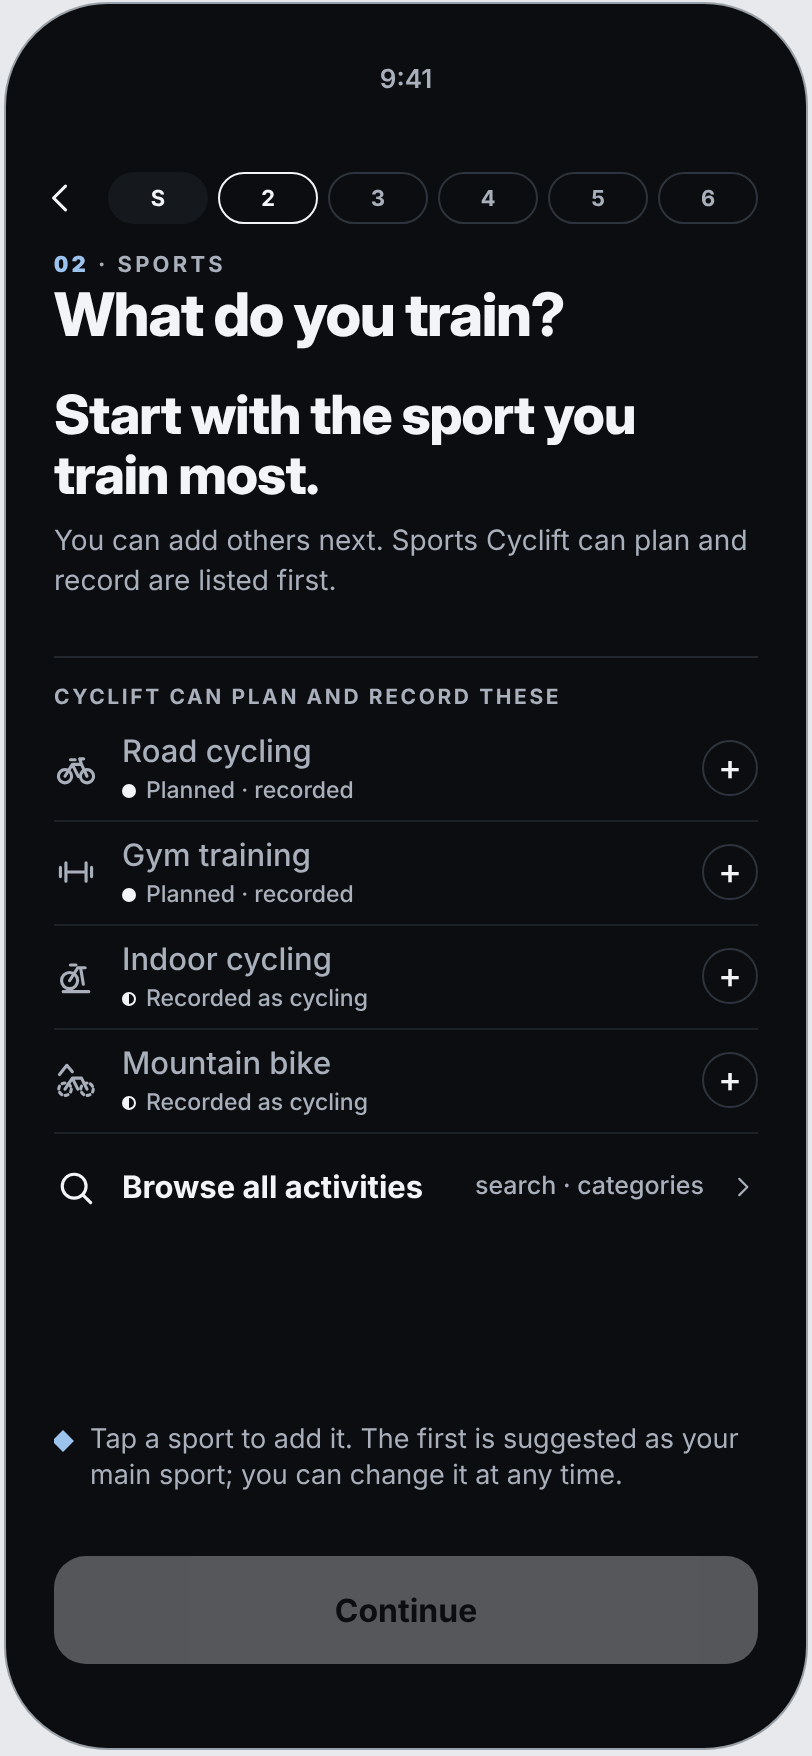 9:41
S 2 3 4 5 6
02 · SPORTS
What do you train?
Start with the sport you
train most.
You can add others next. Sports Cyclift can plan and
record are listed first.
CYCLIFT CAN PLAN AND RECORD THESE
Road cycling
Planned · recorded
+
Gym training
Planned · recorded
+
Indoor cycling
Recorded as cycling
+
Mountain bike
Recorded as cycling
+
Browse all activities search · categories
Tap a sport to add it. The first is suggested as your
main sport; you can change it at any time.
Continue